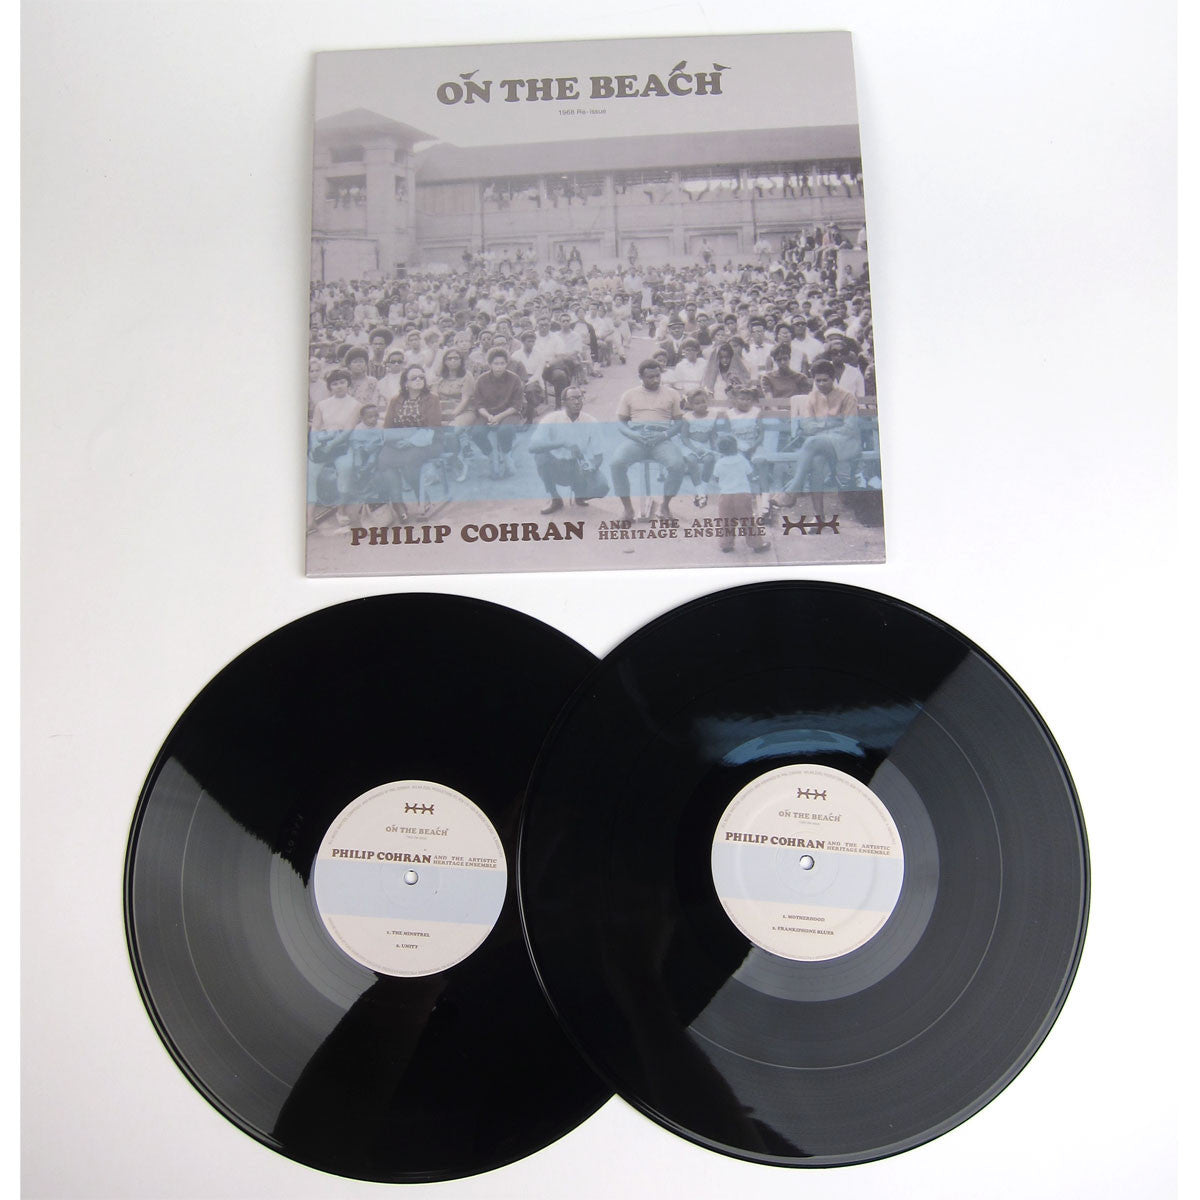 ON THE BEACH
1968 Re-Issue
PHILIP COHRAN AND THE ARTISTIC
HERITAGE ENSEMBLE
ON THE BEACH
PHILIP COHRAN AND THE ARTISTIC
HERITAGE ENSEMBLE
1. THE MINSTREL
2. UNITY
ON THE BEACH
PHILIP COHRAN AND THE ARTISTIC
HERITAGE ENSEMBLE
1. MOTHERHOOD
2. FRANKIPHONE BLUES